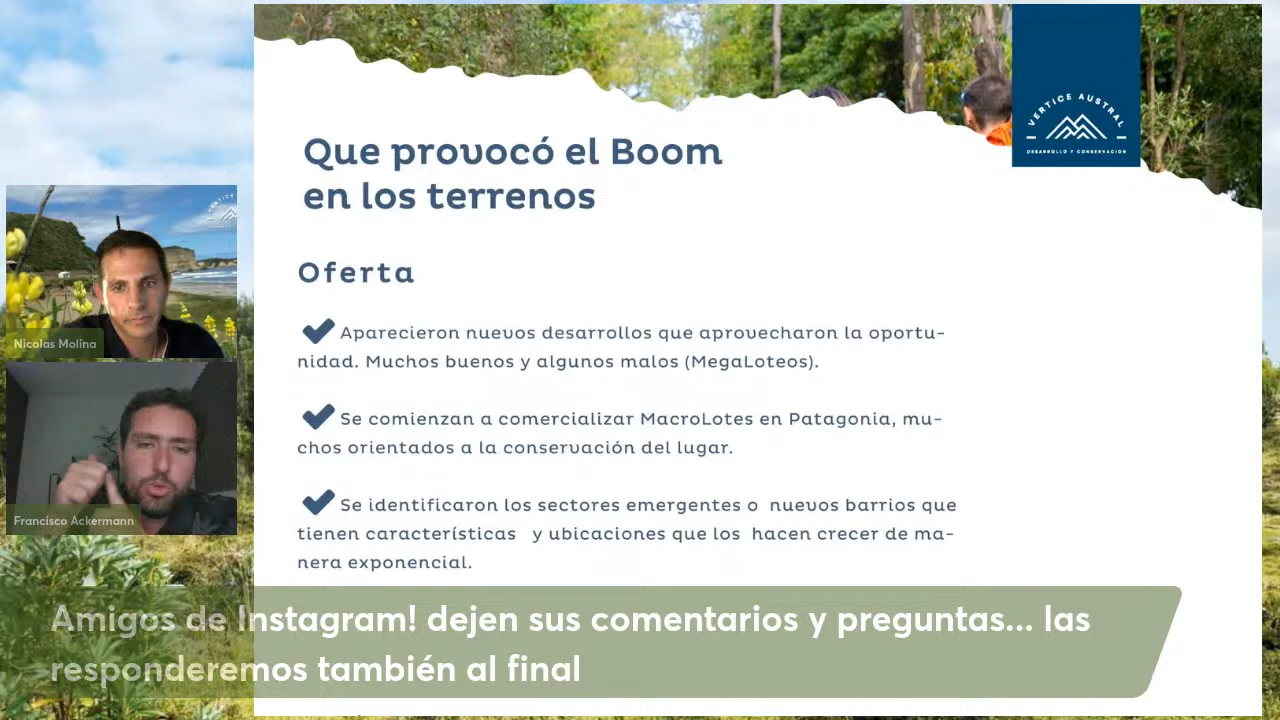 VERTICE AUSTRAL
DESARROLLO Y CONSERVACION
Que provocó el Boom
en los terrenos
Oferta
Aparecieron nuevos desarrollos que aprovecharon la oportu-
nidad. Muchos buenos y algunos malos (MegaLoteos).
Se comienzan a comercializar MacroLotes en Patagonia, mu-
chos orientados a la conservación del lugar.
Se identificaron los sectores emergentes o nuevos barrios que
tienen características y ubicaciones que los hacen crecer de ma-
nera exponencial.
Nicolas Molina
Francisco Ackermann
Amigos de Instagram! dejen sus comentarios y preguntas... las
responderemos también al final